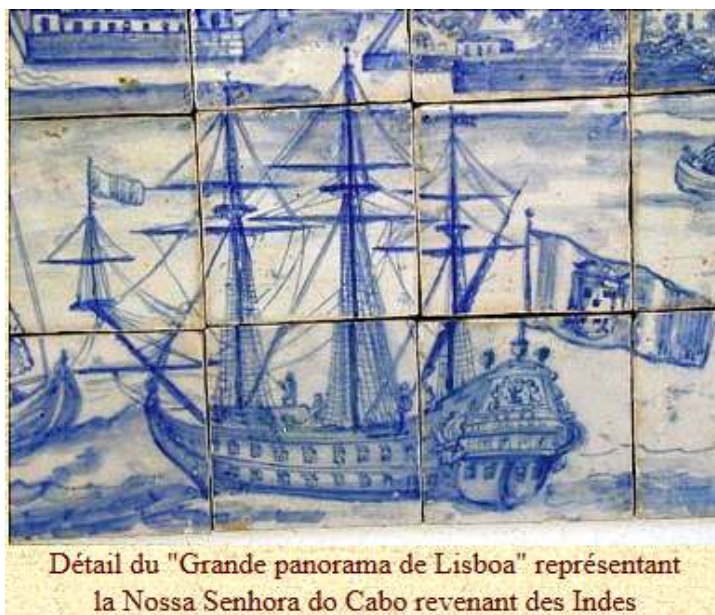 Détail du "Grande panorama de Lisboa" représentant
la Nossa Senhora do Cabo revenant des Indes